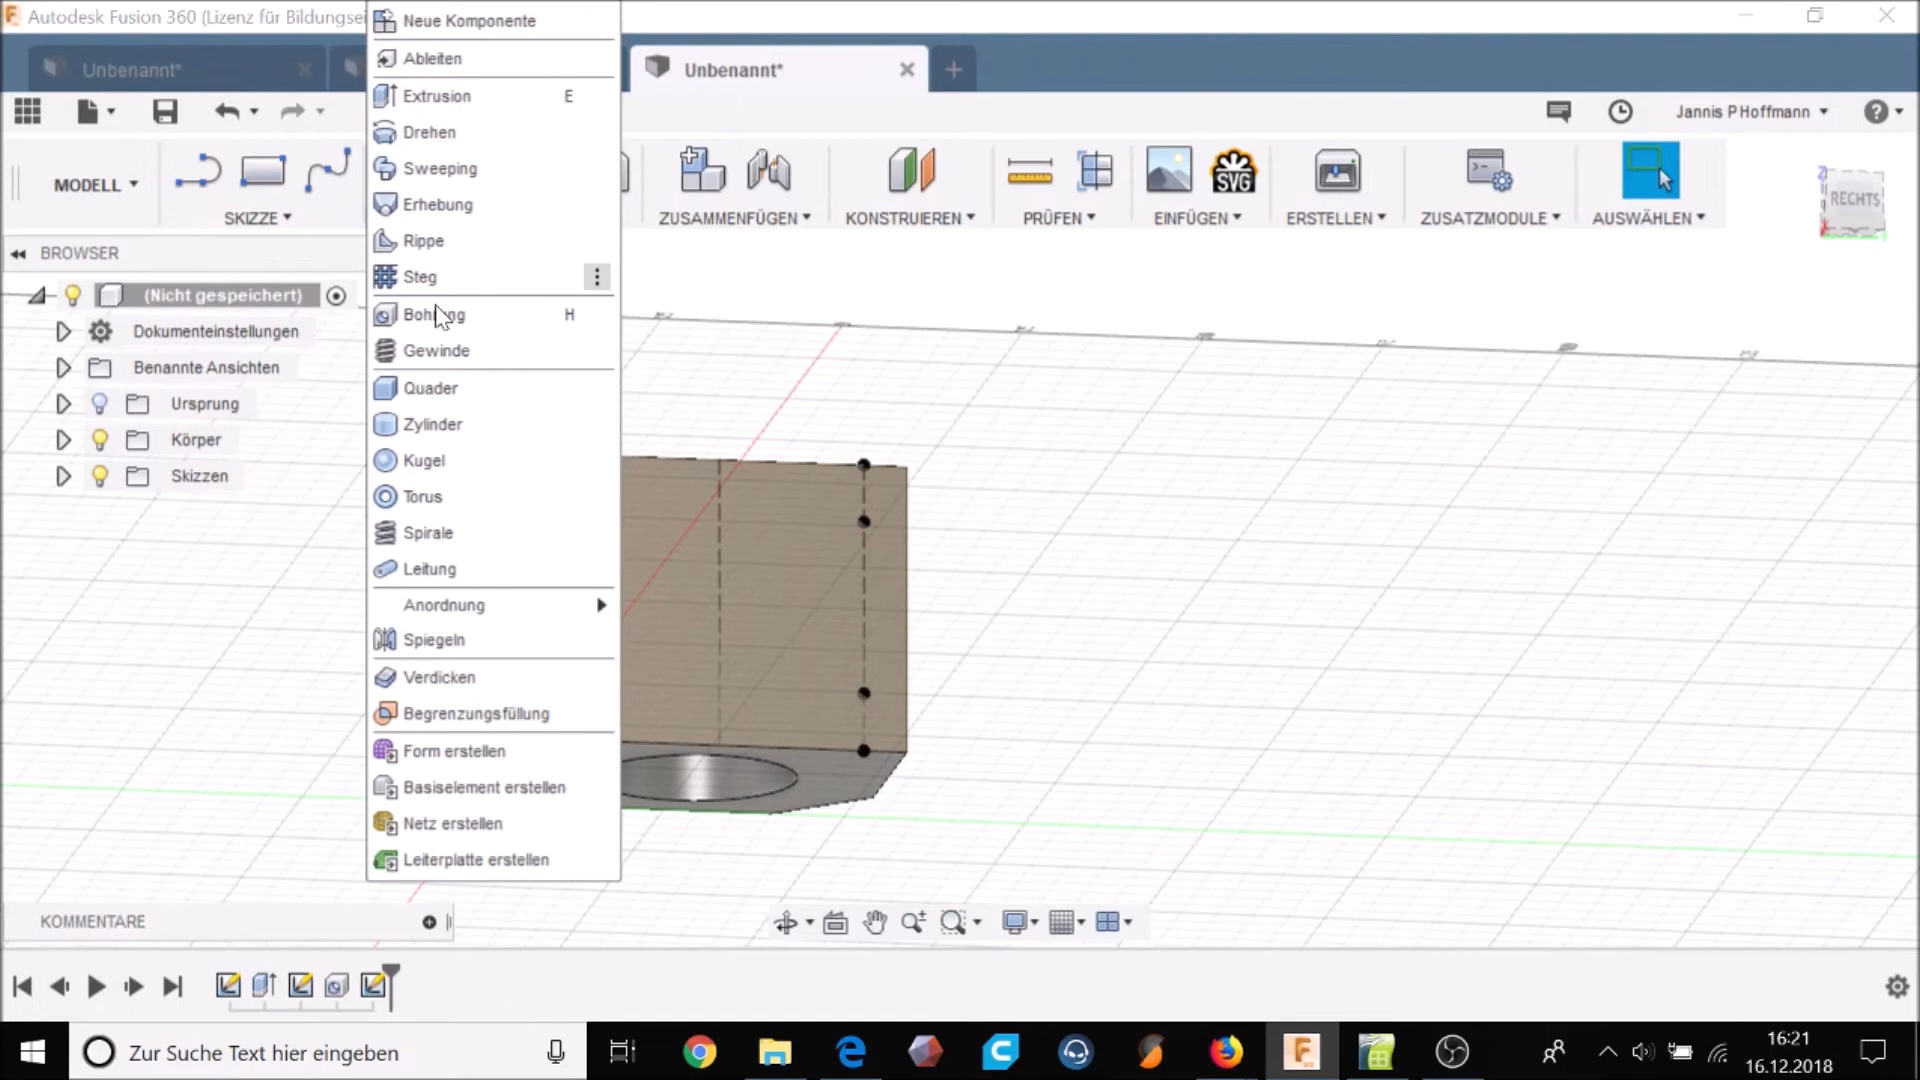 Autodesk Fusion 360 (Lizenz für Bildungsei
Unbenannt*
Unbenannt*
Jannis P Hoffmann
MODELL
SKIZZE
ZUSAMMENFÜGEN
KONSTRUIEREN
PRÜFEN
EINFÜGEN
SVG
ERSTELLEN
ZUSATZMODULE
AUSWÄHLEN
Z
RECHTS
BROWSER
(Nicht gespeichert)
Dokumenteinstellungen
Benannte Ansichten
Ursprung
Körper
Skizzen
Neue Komponente
Ableiten
Extrusion E
Drehen
Sweeping
Erhebung
Rippe
Steg
Bohrung H
Gewinde
Quader
Zylinder
Kugel
Torus
Spirale
Leitung
Anordnung
Spiegeln
Verdicken
Begrenzungsfüllung
Form erstellen
Basiselement erstellen
Netz erstellen
Leiterplatte erstellen
KOMMENTARE
Zur Suche Text hier eingeben
16:21
16.12.2018